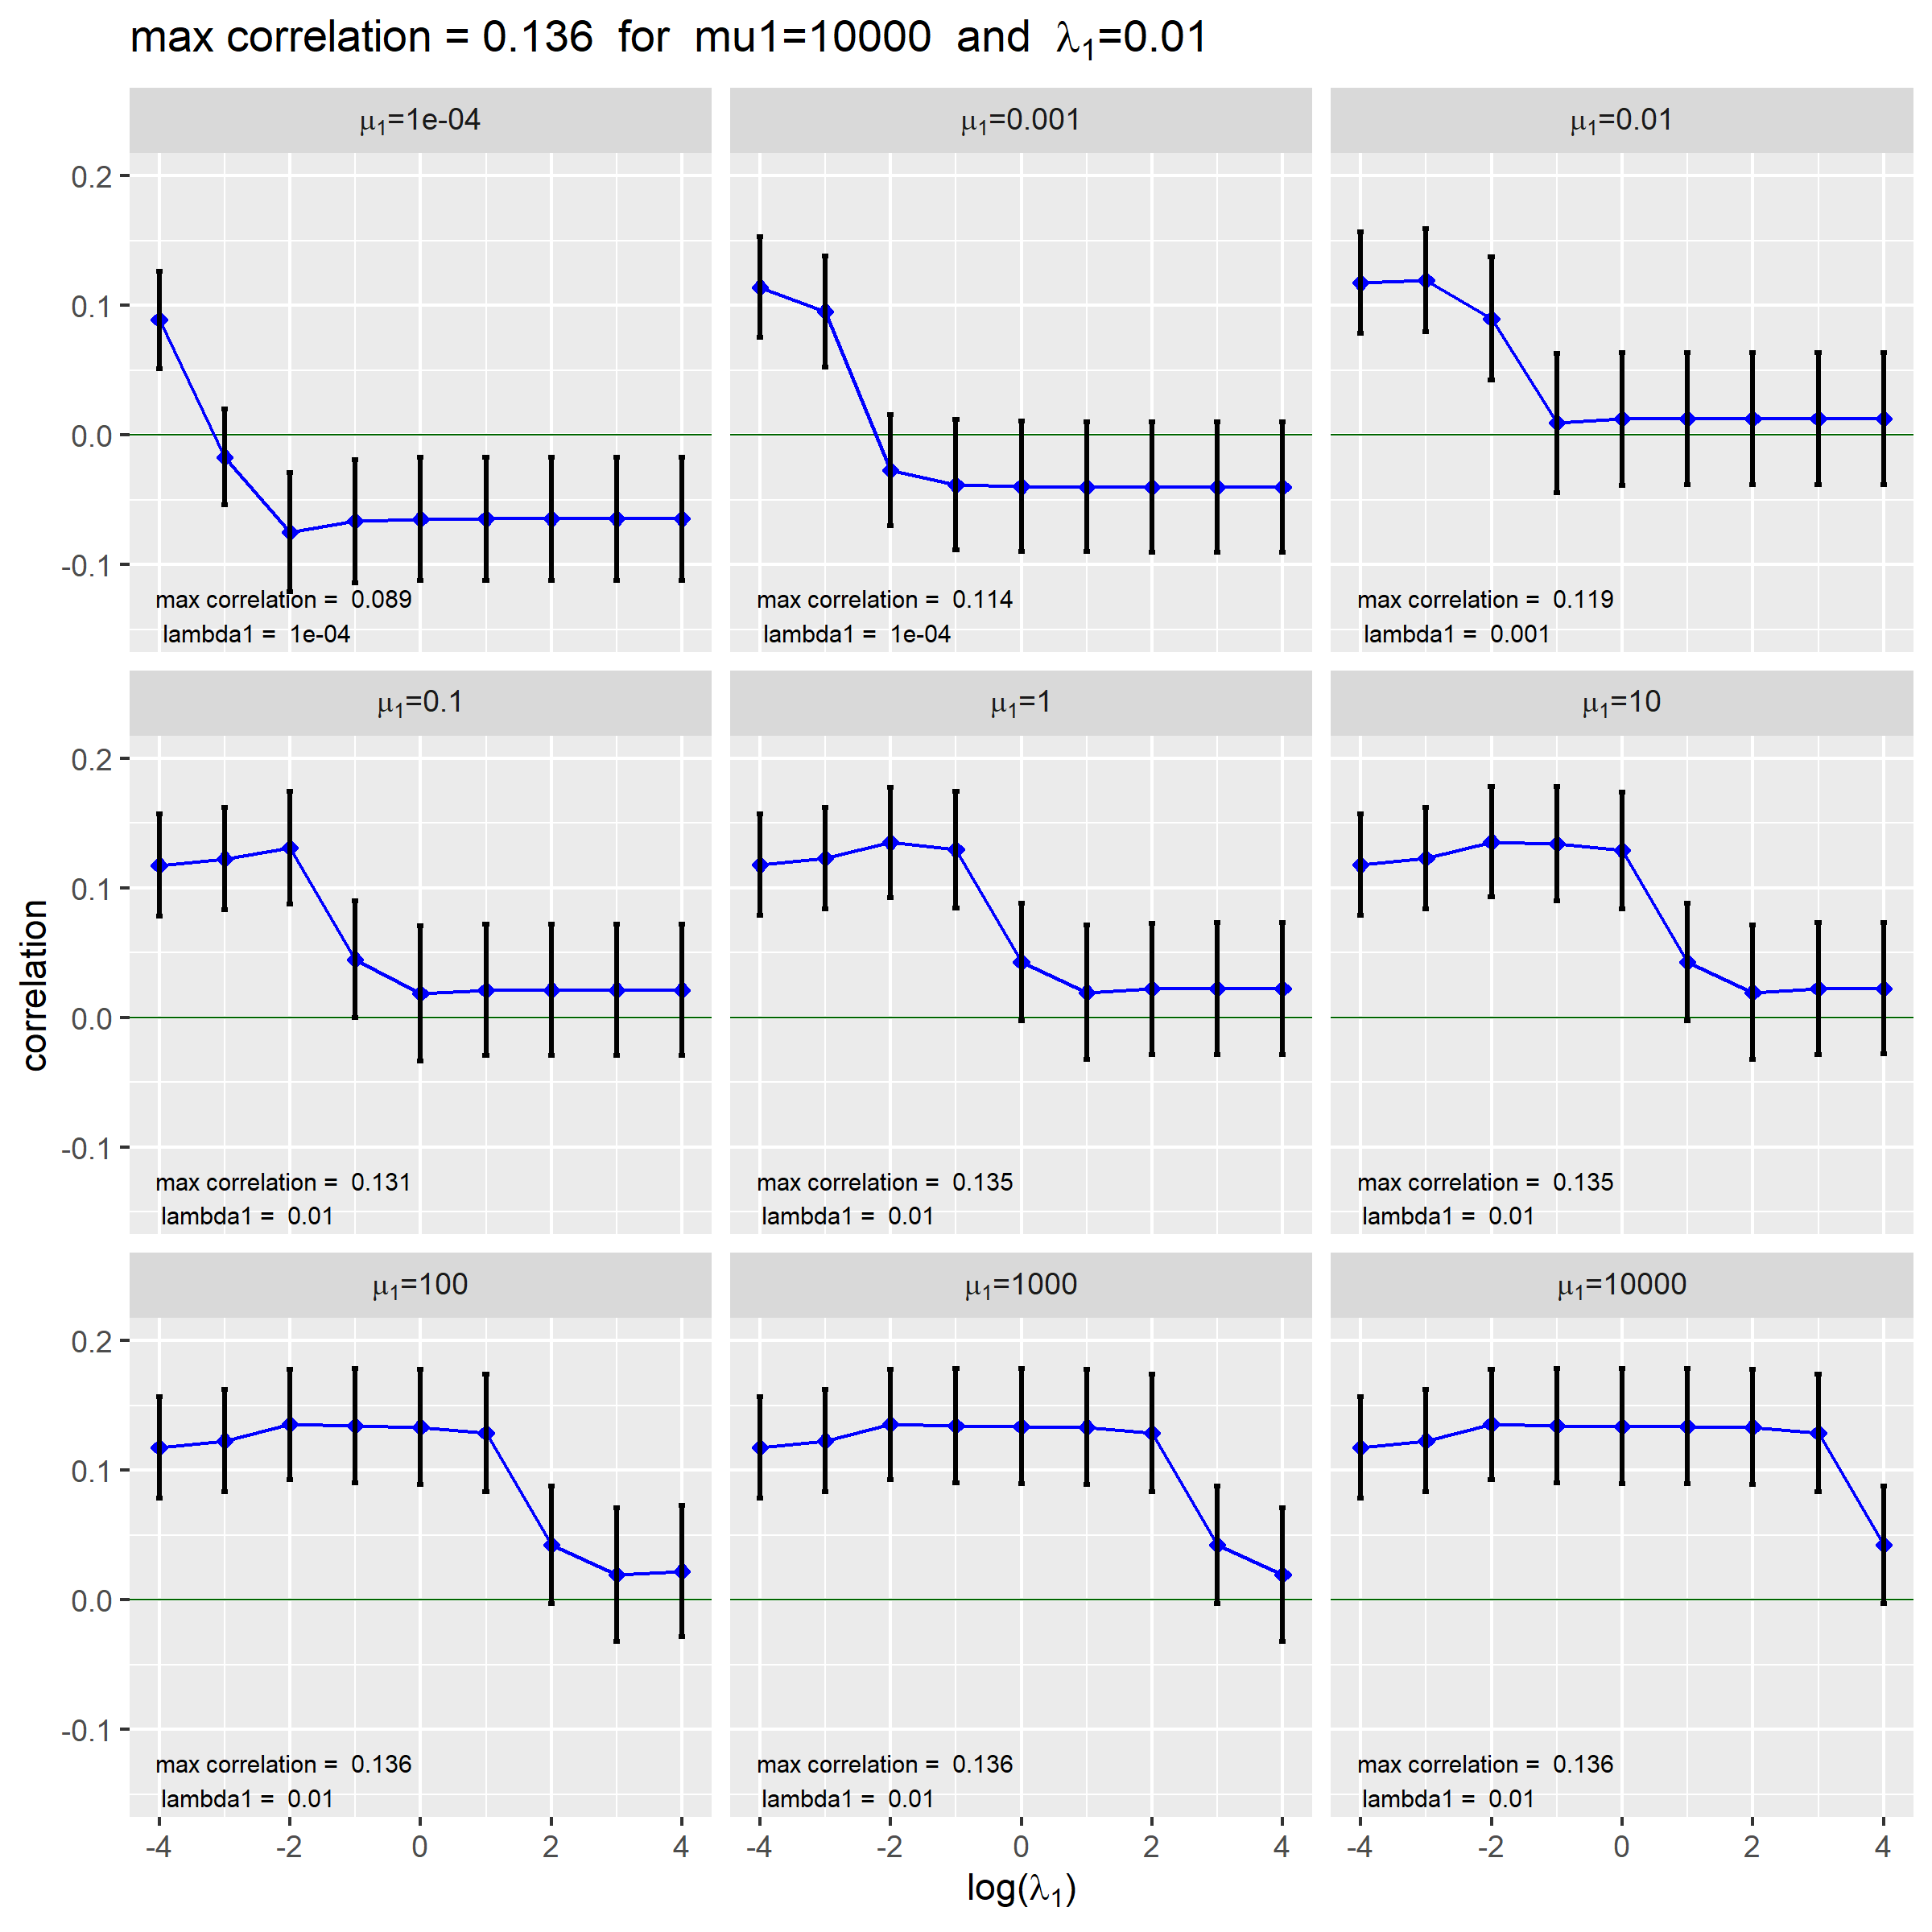 max correlation = 0.136 for mu1=10000 and λ₁=0.01
μ₁=1e-04
μ₁=0.001
μ₁=0.01
0.2
0.1
0.0
-0.1
max correlation = 0.089
lambda1 = 1e-04
max correlation = 0.114
lambda1 = 1e-04
max correlation = 0.119
lambda1 = 0.001
μ₁=0.1
μ₁=1
μ₁=10
0.2
0.1
0.0
-0.1
max correlation = 0.131
lambda1 = 0.01
max correlation = 0.135
lambda1 = 0.01
max correlation = 0.135
lambda1 = 0.01
correlation
μ₁=100
μ₁=1000
μ₁=10000
0.2
0.1
0.0
-0.1
max correlation = 0.136
lambda1 = 0.01
max correlation = 0.136
lambda1 = 0.01
max correlation = 0.136
lambda1 = 0.01
-4 -2 0 2 4
-4 -2 0 2 4
-4 -2 0 2 4
log(λ₁)